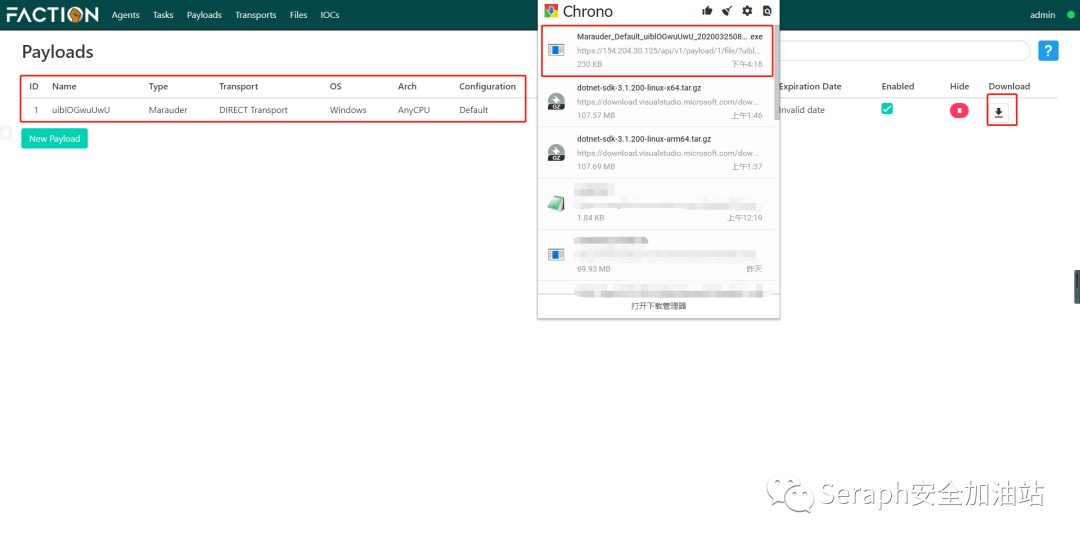 FACTION Agents Tasks Payloads Transports Files IOCs admin
Payloads
?
ID Name Type Transport OS Arch Configuration Expiration Date Enabled Hide Download
1 uiblOGwuUwU Marauder DIRECT Transport Windows AnyCPU Default Invalid date
New Payload
Chrono
Marauder_Default_uiblOGwuUwU_2020032508... exe
https://154.204.30.125/api/v1/payload/1/file/?uibl...
230 KB 下午4:18
dotnet-sdk-3.1.200-linux-x64.tar.gz
https://download.visualstudio.microsoft.com/dow...
107.57 MB 上午1:46
dotnet-sdk-3.1.200-linux-arm64.tar.gz
https://download.visualstudio.microsoft.com/dow...
107.69 MB 上午1:37
1.84 KB 上午12:19
69.93 MB 昨天
打开下载管理器
Seraph安全加油站